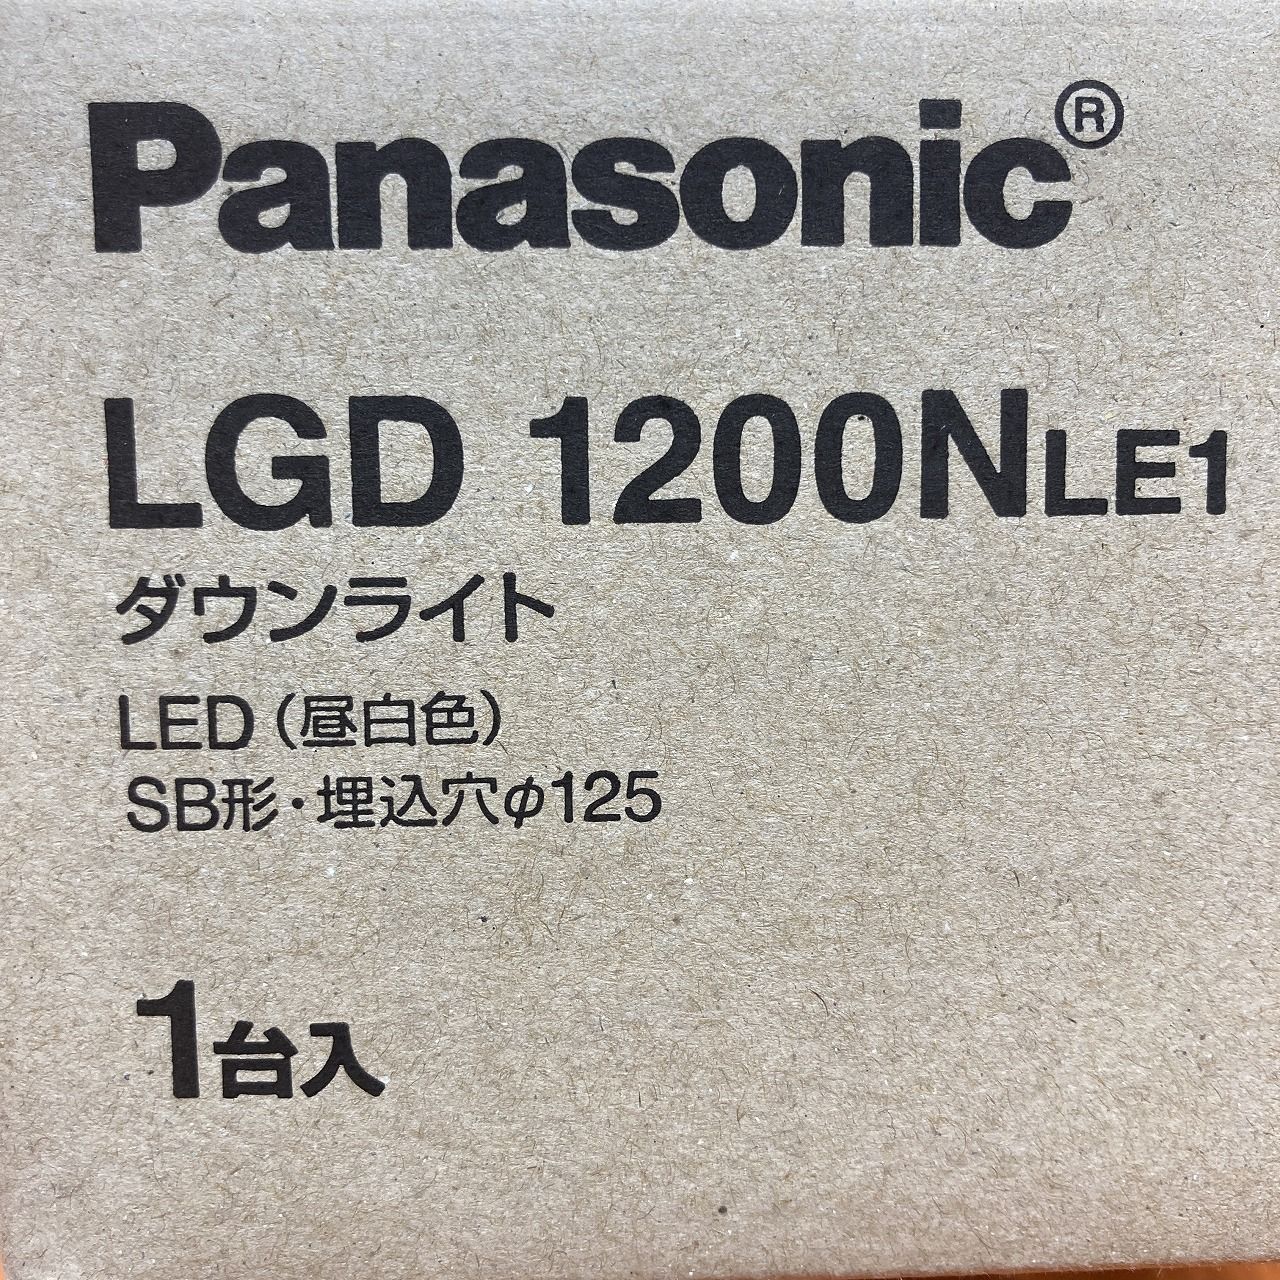 Panasonic®
LGD 1200NLE1
ダウンライト
LED（昼白色）
SB形・埋込穴φ125
1台入